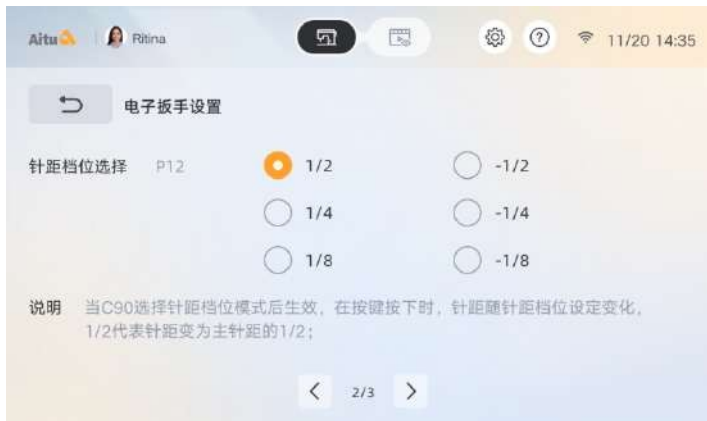 Aitu Ritina 11/20 14:35
电子扳手设置
针距档位选择 P12 1/2 -1/2
1/4 -1/4
1/8 -1/8
说明 当C90选择针距档位模式后生效，在按键按下时，针距随针距档位设定变化，
1/2代表针距变为主针距的1/2；
< 2/3 >